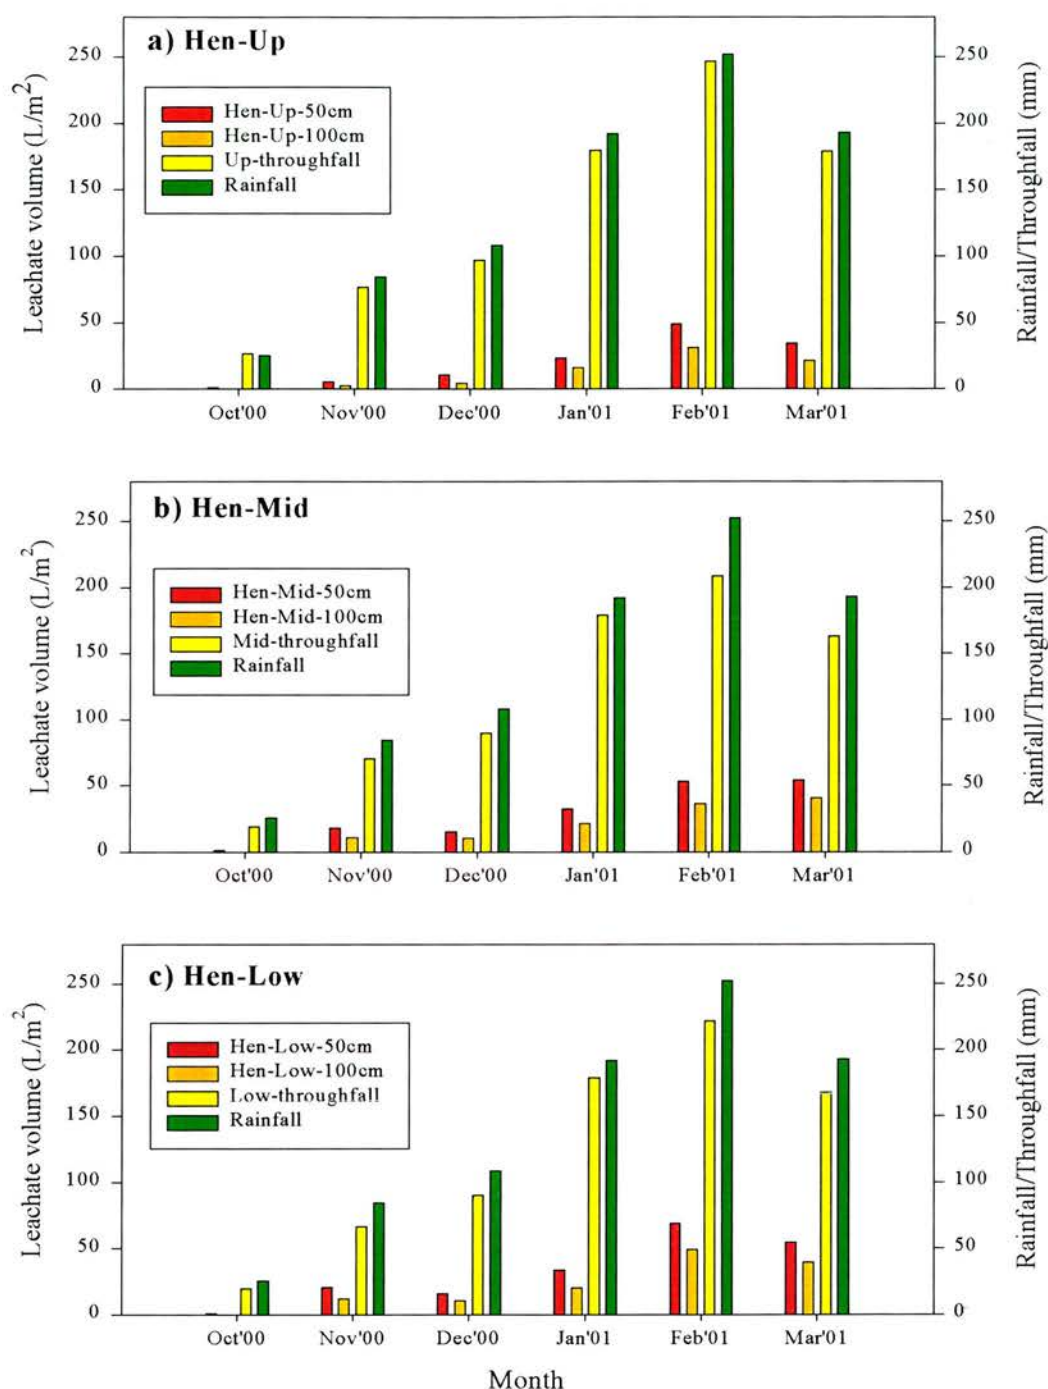 a) Hen-Up
Hen-Up-50cm
Hen-Up-100cm
Up-throughfall
Rainfall
Leachate volume (L/m²)
250
200
150
100
50
0
Rainfall/Throughfall (mm)
250
200
150
100
50
0
Oct'00 Nov'00 Dec'00 Jan'01 Feb'01 Mar'01
b) Hen-Mid
Hen-Mid-50cm
Hen-Mid-100cm
Mid-throughfall
Rainfall
Leachate volume (L/m²)
250
200
150
100
50
0
Rainfall/Throughfall (mm)
250
200
150
100
50
0
Oct'00 Nov'00 Dec'00 Jan'01 Feb'01 Mar'01
c) Hen-Low
Hen-Low-50cm
Hen-Low-100cm
Low-throughfall
Rainfall
Leachate volume (L/m²)
250
200
150
100
50
0
Rainfall/Throughfall (mm)
250
200
150
100
50
0
Oct'00 Nov'00 Dec'00 Jan'01 Feb'01 Mar'01
Month